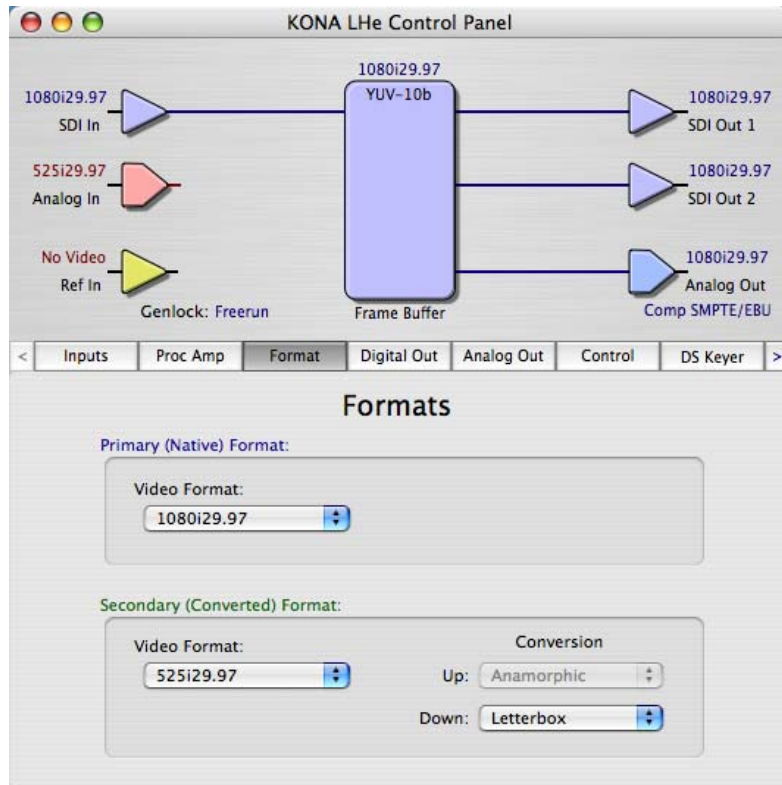 KONA LHe Control Panel
1080i29.97
YUV-10b
1080i29.97
SDI In
1080i29.97
SDI Out 1
525i29.97
Analog In
1080i29.97
SDI Out 2
No Video
Ref In
1080i29.97
Analog Out
Genlock: Freerun
Frame Buffer
Comp SMPTE/EBU
< Inputs Proc Amp Format Digital Out Analog Out Control DS Keyer >
Formats
Primary (Native) Format:
Video Format:
1080i29.97
Secondary (Converted) Format:
Video Format:
Conversion
525i29.97
Up: Anamorphic
Down: Letterbox